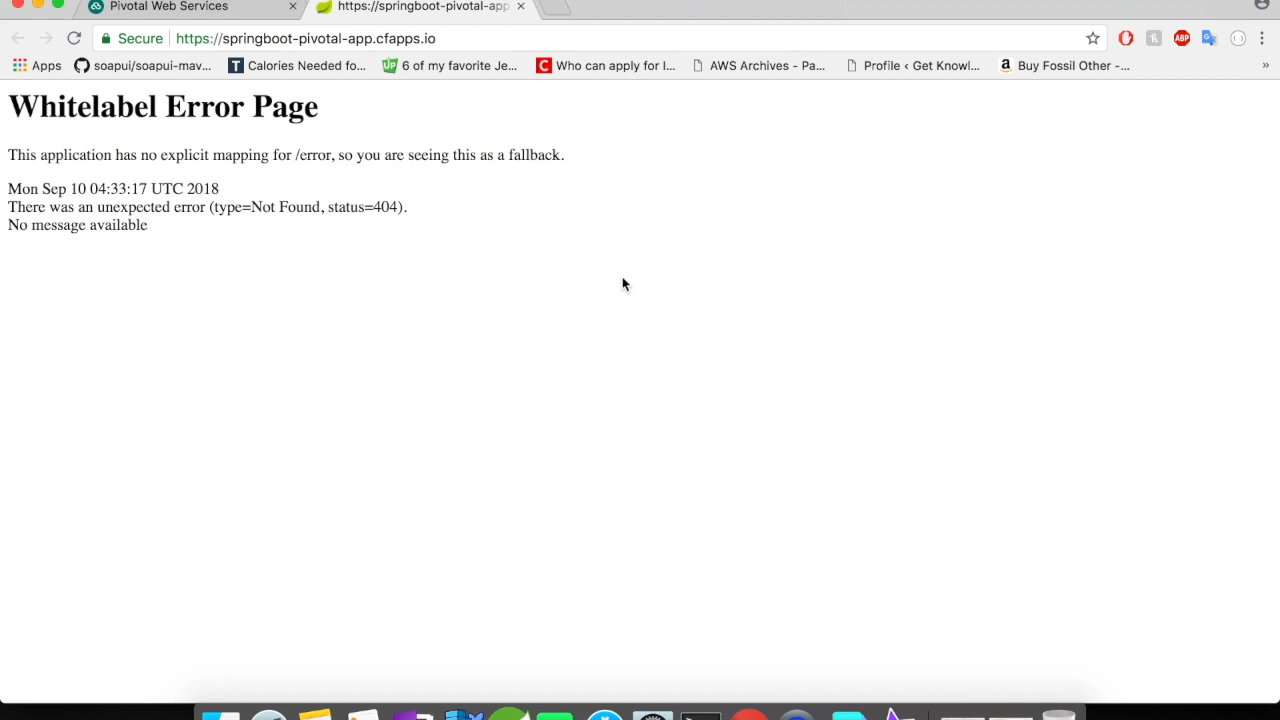 Pivotal Web Services
https://springboot-pivotal-app
Secure
https://springboot-pivotal-app.cfapps.io
ABP
Apps
soapui/soapui-mav...
T
Calories Needed fo...
UP
6 of my favorite Je...
C
Who can apply for I...
AWS Archives - Pa...
Profile ‹ Get Knowl...
a
Buy Fossil Other -...
»
Whitelabel Error Page
This application has no explicit mapping for /error, so you are seeing this as a fallback.
Mon Sep 10 04:33:17 UTC 2018
There was an unexpected error (type=Not Found, status=404).
No message available